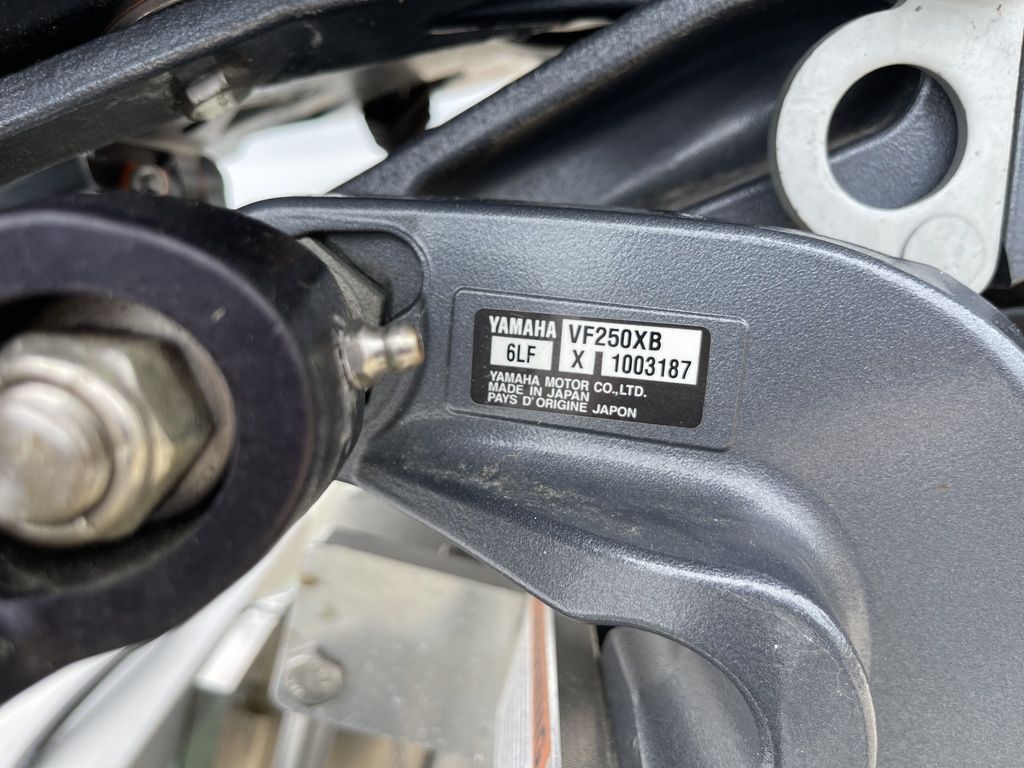 YAMAHA VF250XB
6LF X 1003187
YAMAHA MOTOR CO.,LTD.
MADE IN JAPAN
PAYS D'ORIGINE JAPON